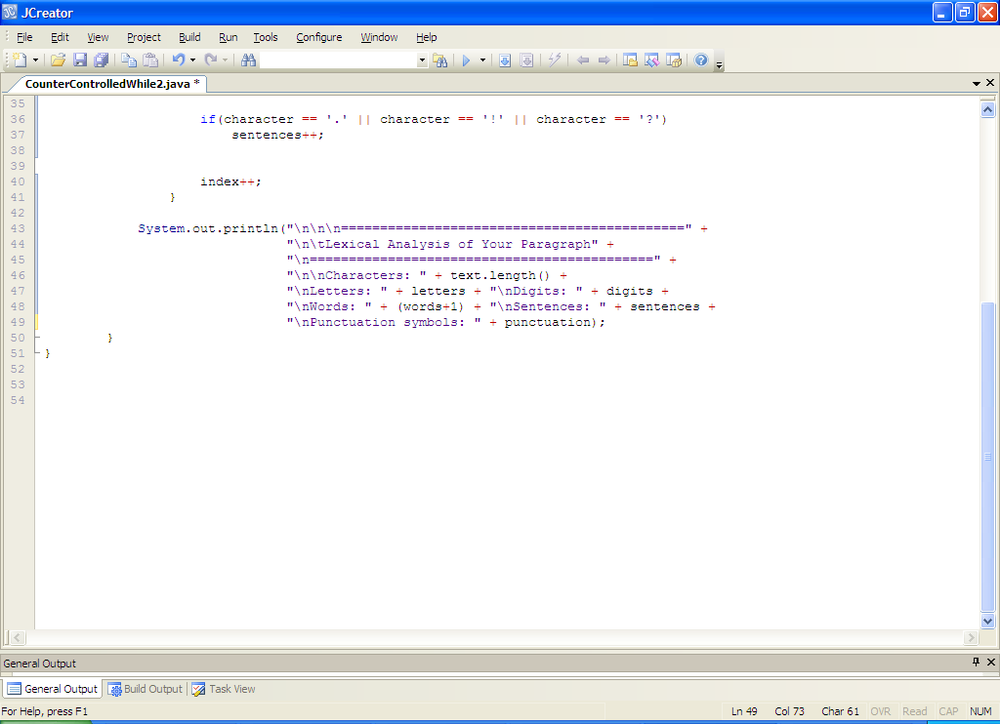 JCreator
File Edit View Project Build Run Tools Configure Window Help
CounterControlledWhile2.java *
35
36 if(character == '.' || character == '!' || character == '?')
37 sentences++;
38
39
40 index++;
41 }
42
43 System.out.println("\n\n\n============================================" +
44 "\n\tLexical Analysis of Your Paragraph" +
45 "\n============================================" +
46 "\n\nCharacters: " + text.length() +
47 "\nLetters: " + letters + "\nDigits: " + digits +
48 "\nWords: " + (words+1) + "\nSentences: " + sentences +
49 "\nPunctuation symbols: " + punctuation);
50 }
51 }
52
53
54
General Output
General Output Build Output Task View
For Help, press F1 Ln 49 Col 73 Char 61 OVR Read CAP NUM